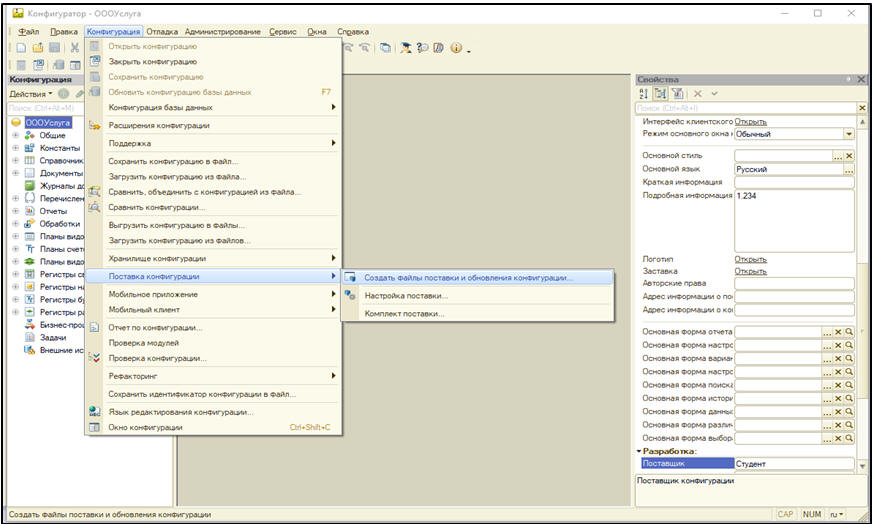 Конфигуратор - ОООУслуга
Файл Правка Конфигурация Отладка Администрирование Сервис Окна Справка
Конфигурация
Действия
Поиск (Ctrl+Alt+M)
ОООУслуга
Общие
Константы
Справочник
Документы
Журналы до
Перечислен
Отчеты
Обработки
Планы видо
Планы счет
Планы видо
Регистры св
Регистры на
Регистры бу
Регистры ра
Бизнес-про
Задачи
Внешние ис
Открыть конфигурацию
Закрыть конфигурацию
Сохранить конфигурацию
Обновить конфигурацию базы данных F7
Конфигурация базы данных
Расширения конфигурации
Поддержка
Сохранить конфигурацию в файл...
Загрузить конфигурацию из файла...
Сравнить, объединить с конфигурацией из файла...
Сравнить конфигурации...
Выгрузить конфигурацию в файлы...
Загрузить конфигурацию из файлов...
Хранилище конфигурации
Поставка конфигурации
Мобильное приложение
Мобильный клиент
Отчет по конфигурации...
Проверка модулей
Проверка конфигурации...
Рефакторинг
Сохранить идентификатор конфигурации в файл...
Язык редактирования конфигурации...
Окно конфигурации Ctrl+Shift+C
Создать файлы поставки и обновления конфигурации...
Настройка поставки...
Комплект поставки...
Свойства
Поиск (Ctrl+Alt+I)
Интерфейс клиентского Открыть
Режим основного окна Обычный
Основной стиль
Основной язык Русский
Краткая информация
Подробная информация 1.234
Логотип Открыть
Заставка Открыть
Авторские права
Адрес информации о по
Адрес информации о ко
Основная форма отчета
Основная форма настро
Основная форма вариан
Основная форма настро
Основная форма поиска
Основная форма истори
Основная форма данных
Основная форма различ
Основная форма выбор
Разработка:
Поставщик Студент
Поставщик конфигурации
Создать файлы поставки и обновления конфигурации CAP NUM ru